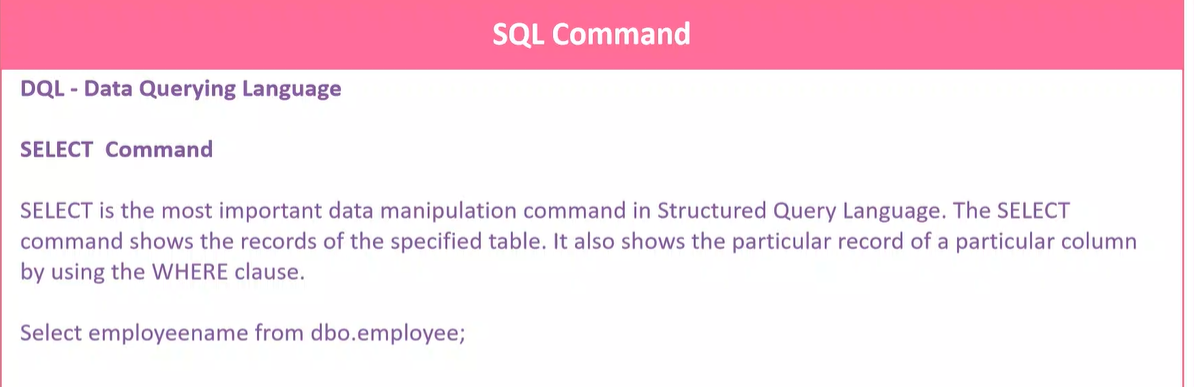 SQL Command
DQL - Data Querying Language
SELECT  Command
SELECT is the most important data manipulation command in Structured Query Language. The SELECT
command shows the records of the specified table. It also shows the particular record of a particular column
by using the WHERE clause.
Select employeename from dbo.employee;